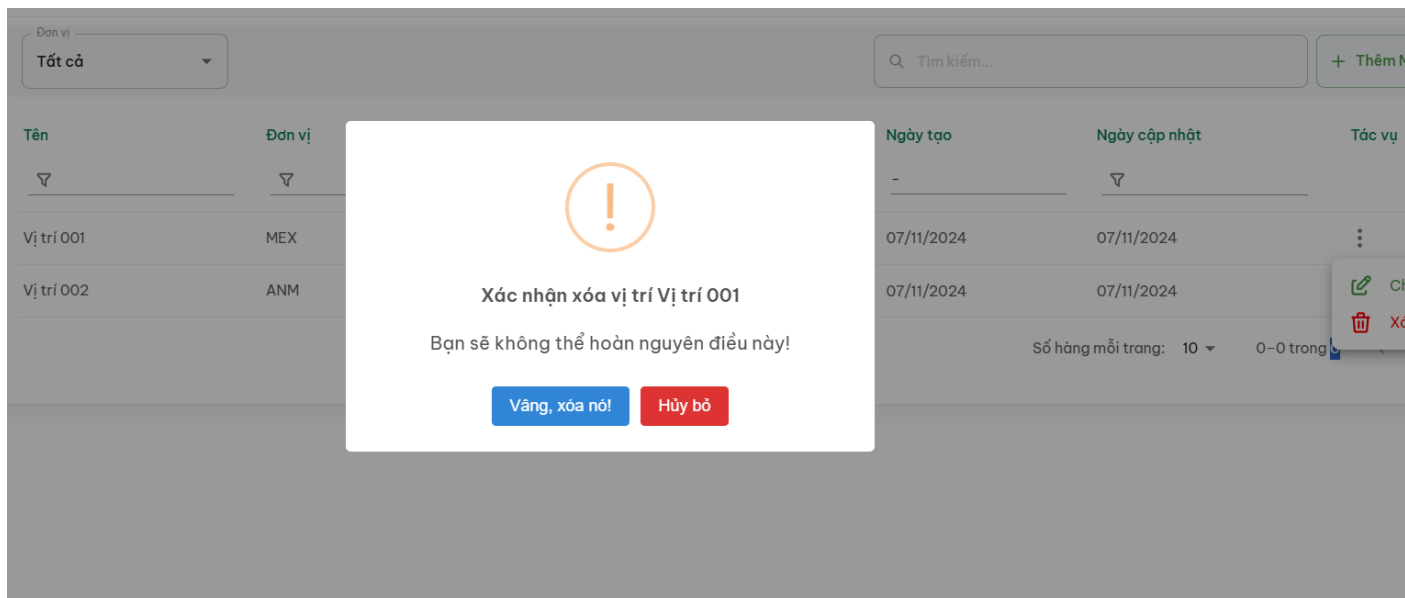 Đơn vị
Tất cả
Tìm kiếm...
+ Thêm
Tên Đơn vị Ngày tạo Ngày cập nhật Tác vụ
-
Vị trí 001 MEX 07/11/2024 07/11/2024
Vị trí 002 ANM 07/11/2024 07/11/2024
Số hàng mỗi trang: 10 0–0 trong
Xác nhận xóa vị trí Vị trí 001
Bạn sẽ không thể hoàn nguyên điều này!
Vâng, xóa nó! Hủy bỏ